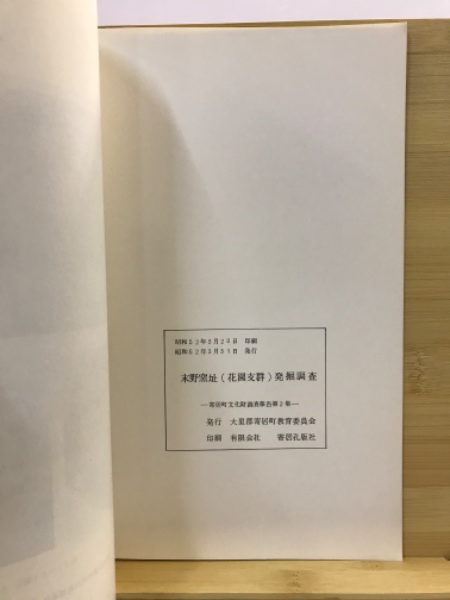 昭和52年3月25日 印刷
昭和52年3月31日 発行
末野窯址(花園支群)発掘調査
―寄居町文化財調査報告第2集―
発行 大里郡寄居町教育委員会
印刷 有限会社 寄居孔版社